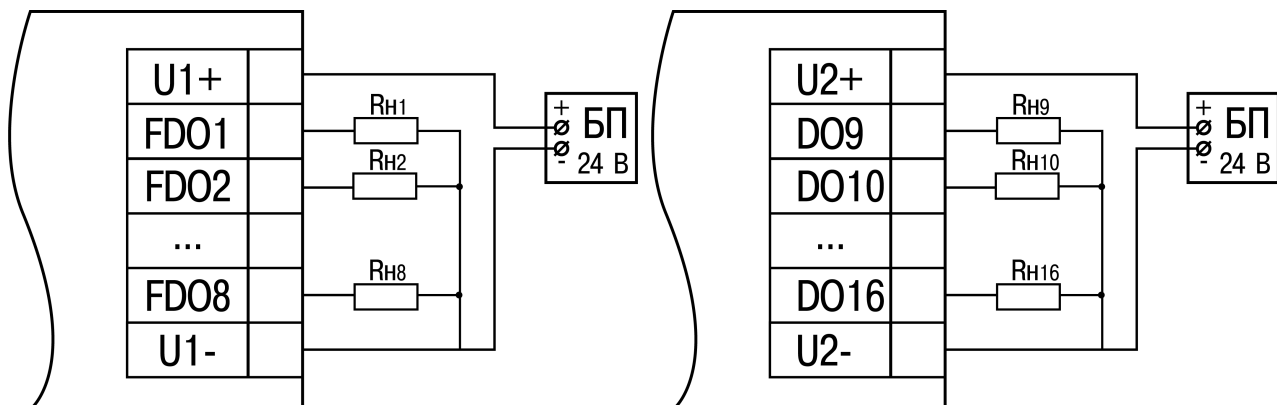 U1+
FDO1
FDO2
...
FDO8
U1-
Rн1
Rн2
Rн8
+
БП
-
24 В
U2+
DO9
DO10
...
DO16
U2-
Rн9
Rн10
Rн16
+
БП
-
24 В